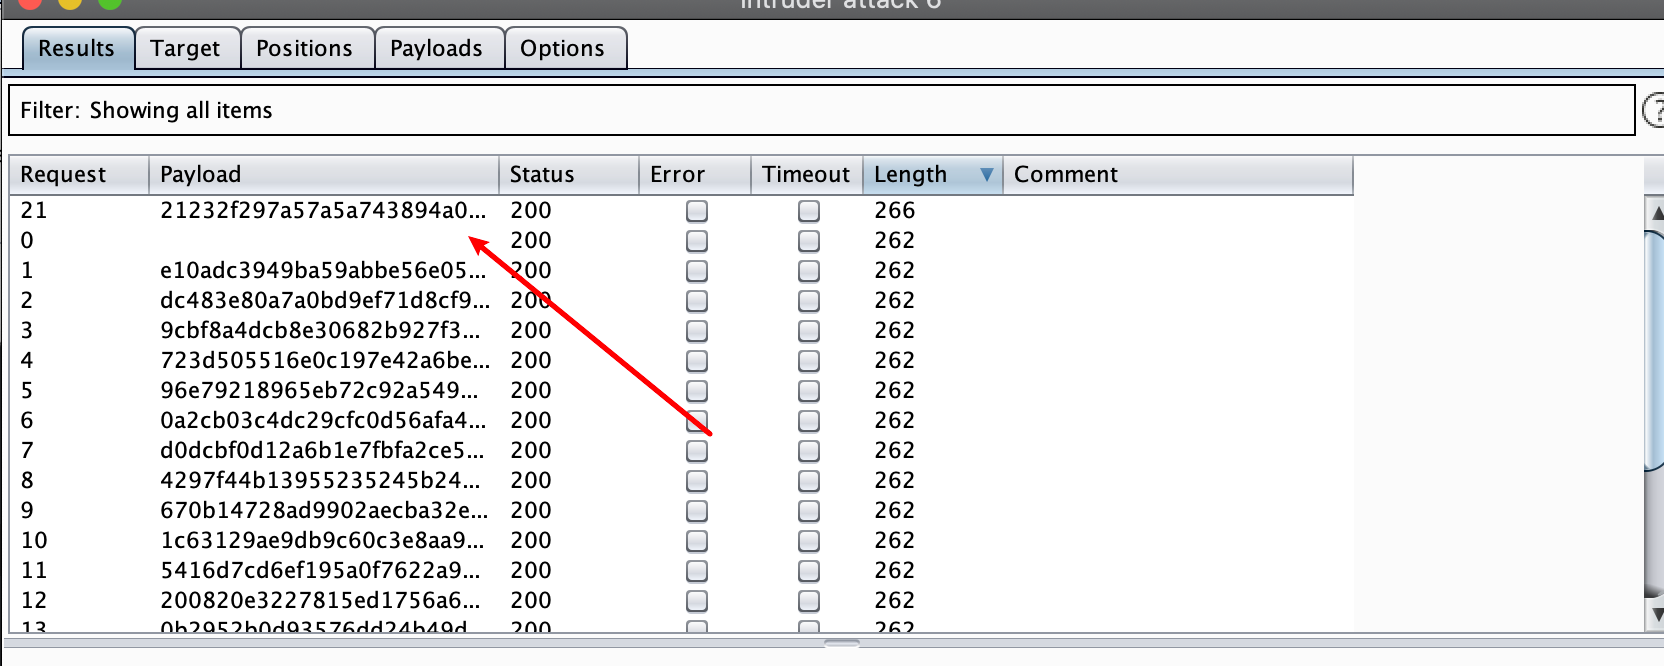 Intruder attack 6
Results Target Positions Payloads Options
Filter: Showing all items
?
Request Payload Status Error Timeout Length Comment
21 21232f297a57a5a743894a0... 200 266
0 200 262
1 e10adc3949ba59abbe56e05... 200 262
2 dc483e80a7a0bd9ef71d8cf9... 200 262
3 9cbf8a4dcb8e30682b927f3... 200 262
4 723d505516e0c197e42a6be... 200 262
5 96e79218965eb72c92a549... 200 262
6 0a2cb03c4dc29cfc0d56afa4... 200 262
7 d0dcbf0d12a6b1e7fbfa2ce5... 200 262
8 4297f44b13955235245b24... 200 262
9 670b14728ad9902aecba32e... 200 262
10 1c63129ae9db9c60c3e8aa9... 200 262
11 5416d7cd6ef195a0f7622a9... 200 262
12 200820e3227815ed1756a6... 200 262
13 0b2952b0d93576dd24b49d 200 262